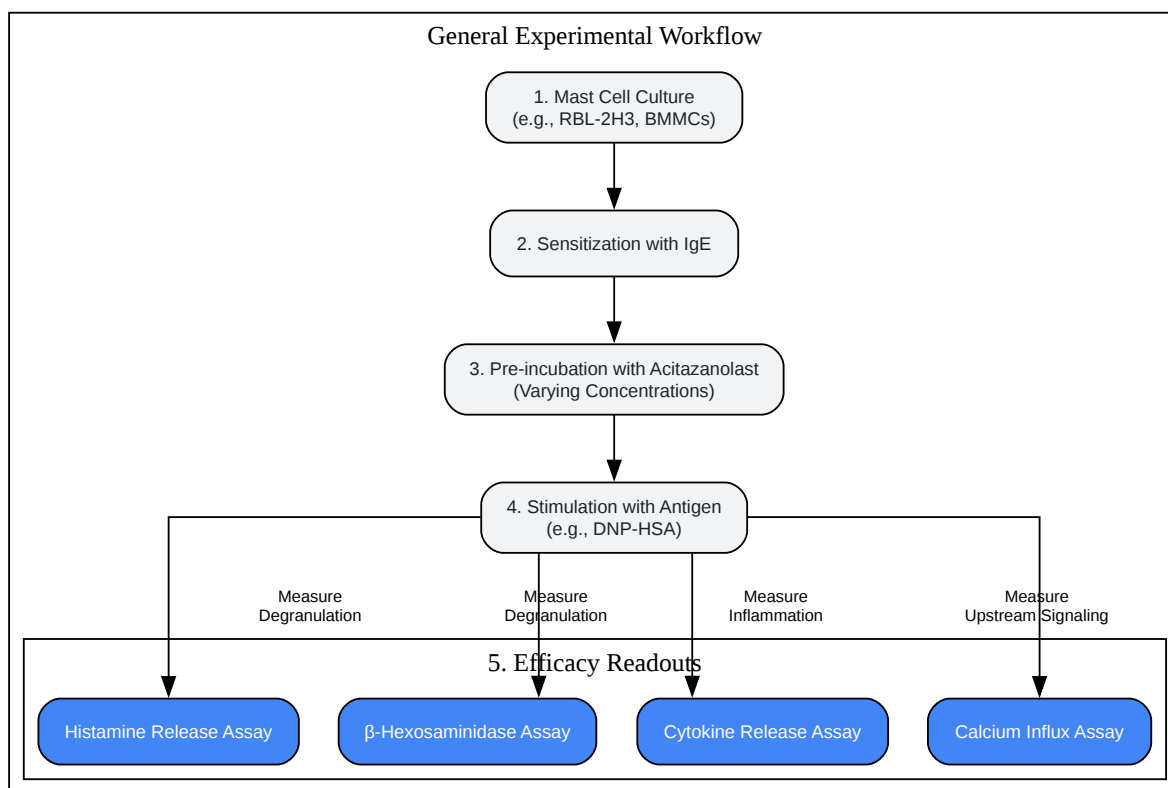 General Experimental Workflow
1. Mast Cell Culture
(e.g., RBL-2H3, BMMCs)
2. Sensitization with IgE
3. Pre-incubation with Acitazanolast
(Varying Concentrations)
4. Stimulation with Antigen
(e.g., DNP-HSA)
Measure
Degranulation
Measure
Degranulation
Measure
Inflammation
Measure
Upstream Signaling
5. Efficacy Readouts
Histamine Release Assay
β-Hexosaminidase Assay
Cytokine Release Assay
Calcium Influx Assay